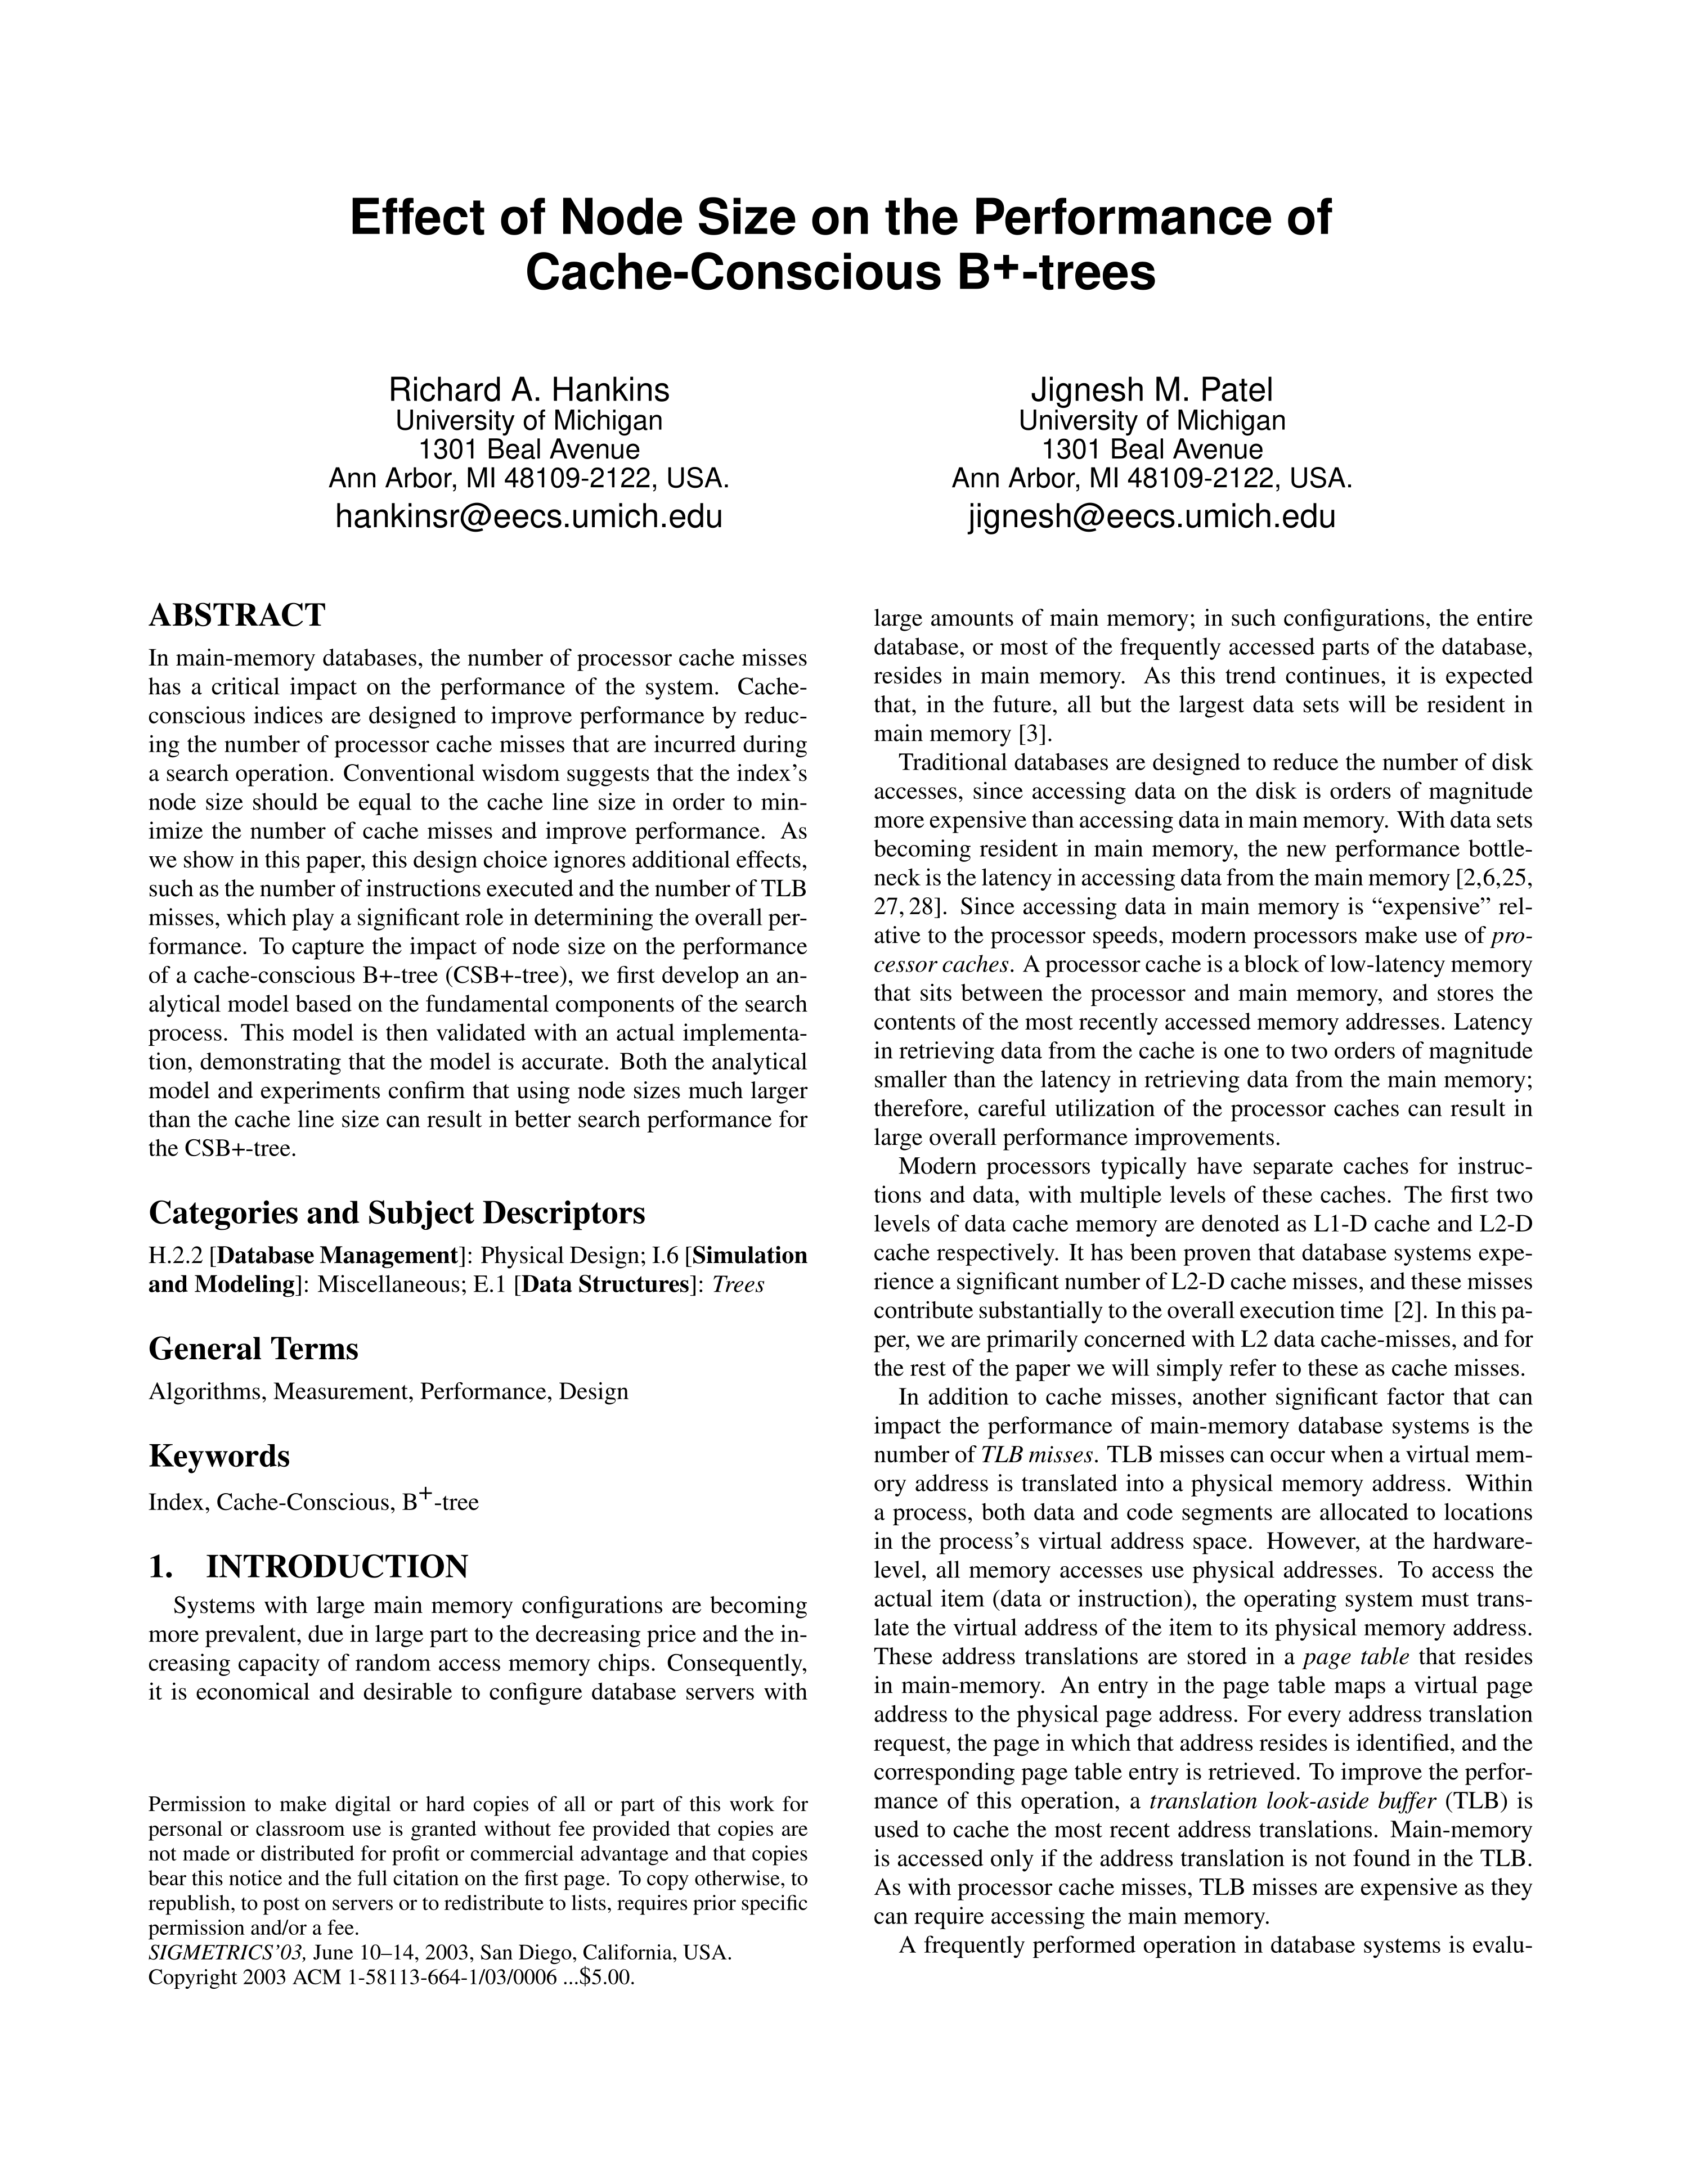 Effect of Node Size on the Performance of
Cache-Conscious B+-trees
Richard A. Hankins
University of Michigan
1301 Beal Avenue
Ann Arbor, MI 48109-2122, USA.
hankinsr@eecs.umich.edu
Jignesh M. Patel
University of Michigan
1301 Beal Avenue
Ann Arbor, MI 48109-2122, USA.
jignesh@eecs.umich.edu
ABSTRACT
In main-memory databases, the number of processor cache misses
has a critical impact on the performance of the system. Cache-
conscious indices are designed to improve performance by reduc-
ing the number of processor cache misses that are incurred during
a search operation. Conventional wisdom suggests that the index's
node size should be equal to the cache line size in order to min-
imize the number of cache misses and improve performance. As
we show in this paper, this design choice ignores additional effects,
such as the number of instructions executed and the number of TLB
misses, which play a significant role in determining the overall per-
formance. To capture the impact of node size on the performance
of a cache-conscious B+-tree (CSB+-tree), we first develop an an-
alytical model based on the fundamental components of the search
process. This model is then validated with an actual implementa-
tion, demonstrating that the model is accurate. Both the analytical
model and experiments confirm that using node sizes much larger
than the cache line size can result in better search performance for
the CSB+-tree.
Categories and Subject Descriptors
H.2.2 [Database Management]: Physical Design; I.6 [Simulation
and Modeling]: Miscellaneous; E.1 [Data Structures]: Trees
General Terms
Algorithms, Measurement, Performance, Design
Keywords
Index, Cache-Conscious, B+-tree
1. INTRODUCTION
Systems with large main memory configurations are becoming
more prevalent, due in large part to the decreasing price and the in-
creasing capacity of random access memory chips. Consequently,
it is economical and desirable to configure database servers with
Permission to make digital or hard copies of all or part of this work for
personal or classroom use is granted without fee provided that copies are
not made or distributed for profit or commercial advantage and that copies
bear this notice and the full citation on the first page. To copy otherwise, to
republish, to post on servers or to redistribute to lists, requires prior specific
permission and/or a fee.
SIGMETRICS'03, June 10–14, 2003, San Diego, California, USA.
Copyright 2003 ACM 1-58113-664-1/03/0006 ...$5.00.
large amounts of main memory; in such configurations, the entire
database, or most of the frequently accessed parts of the database,
resides in main memory. As this trend continues, it is expected
that, in the future, all but the largest data sets will be resident in
main memory [3].
Traditional databases are designed to reduce the number of disk
accesses, since accessing data on the disk is orders of magnitude
more expensive than accessing data in main memory. With data sets
becoming resident in main memory, the new performance bottle-
neck is the latency in accessing data from the main memory [2,6,25,
27,28]. Since accessing data in main memory is “expensive” rel-
ative to the processor speeds, modern processors make use of pro-
cessor caches. A processor cache is a block of low-latency memory
that sits between the processor and main memory, and stores the
contents of the most recently accessed memory addresses. Latency
in retrieving data from the cache is one to two orders of magnitude
smaller than the latency in retrieving data from the main memory;
therefore, careful utilization of the processor caches can result in
large overall performance improvements.
Modern processors typically have separate caches for instruc-
tions and data, with multiple levels of these caches. The first two
levels of data cache memory are denoted as L1-D cache and L2-D
cache respectively. It has been proven that database systems expe-
rience a significant number of L2-D cache misses, and these misses
contribute substantially to the overall execution time [2]. In this pa-
per, we are primarily concerned with L2 data cache-misses, and for
the rest of the paper we will simply refer to these as cache misses.
In addition to cache misses, another significant factor that can
impact the performance of main-memory database systems is the
number of TLB misses. TLB misses can occur when a virtual mem-
ory address is translated into a physical memory address. Within
a process, both data and code segments are allocated to locations
in the process's virtual address space. However, at the hardware-
level, all memory accesses use physical addresses. To access the
actual item (data or instruction), the operating system must trans-
late the virtual address of the item to its physical memory address.
These address translations are stored in a page table that resides
in main-memory. An entry in the page table maps a virtual page
address to the physical page address. For every address translation
request, the page in which that address resides is identified, and the
corresponding page table entry is retrieved. To improve the perfor-
mance of this operation, a translation look-aside buffer (TLB) is
used to cache the most recent address translations. Main-memory
is accessed only if the address translation is not found in the TLB.
As with processor cache misses, TLB misses are expensive as they
can require accessing the main memory.
A frequently performed operation in database systems is evalu-